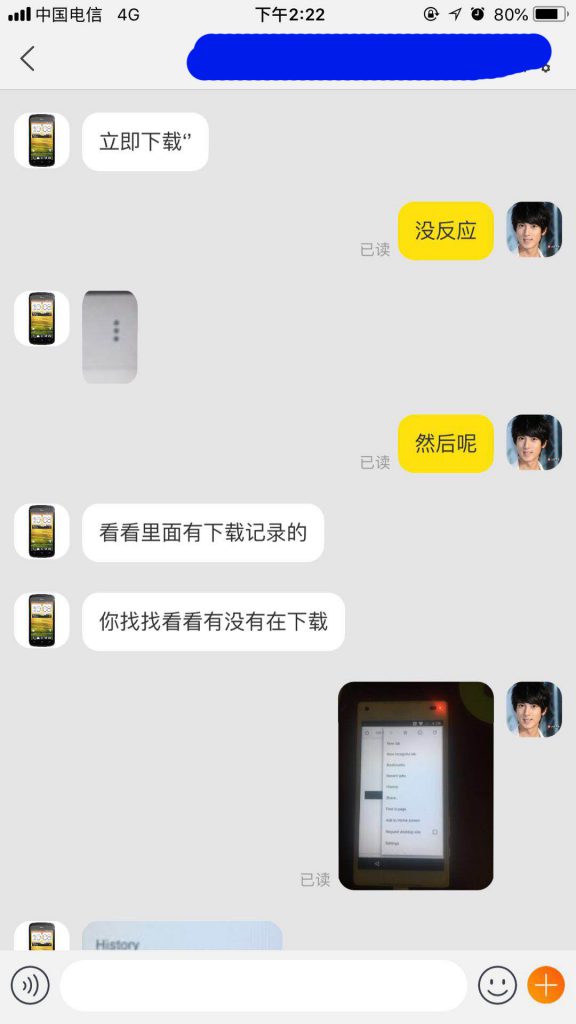 中国电信 4G 下午2:22 80%
立即下载“
没反应
已读
然后呢
已读
看看里面有下载记录的
你找找看看有没有在下载
New tab
New incognito tab
Bookmarks
Recent tabs
History
Share...
Find in page
Add to Home screen
Request desktop site
Settings
已读
History